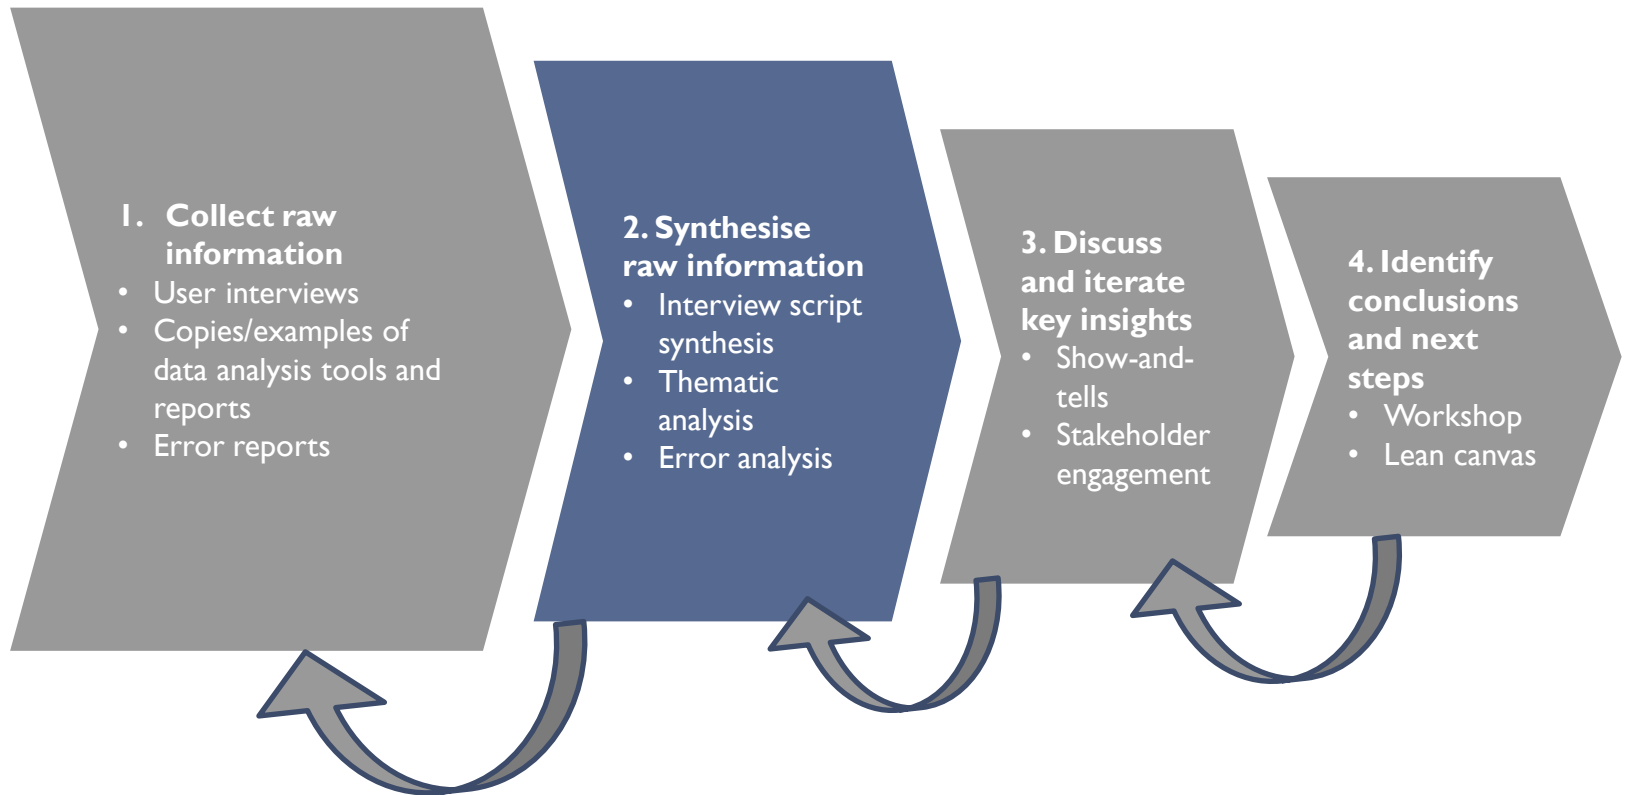 1. Collect raw
information
• User interviews
• Copies/examples of
data analysis tools and
reports
• Error reports
2. Synthesise
raw information
• Interview script
synthesis
• Thematic
analysis
• Error analysis
3. Discuss
and iterate
key insights
• Show-and-
tells
• Stakeholder
engagement
4. Identify
conclusions
and next
steps
• Workshop
• Lean canvas